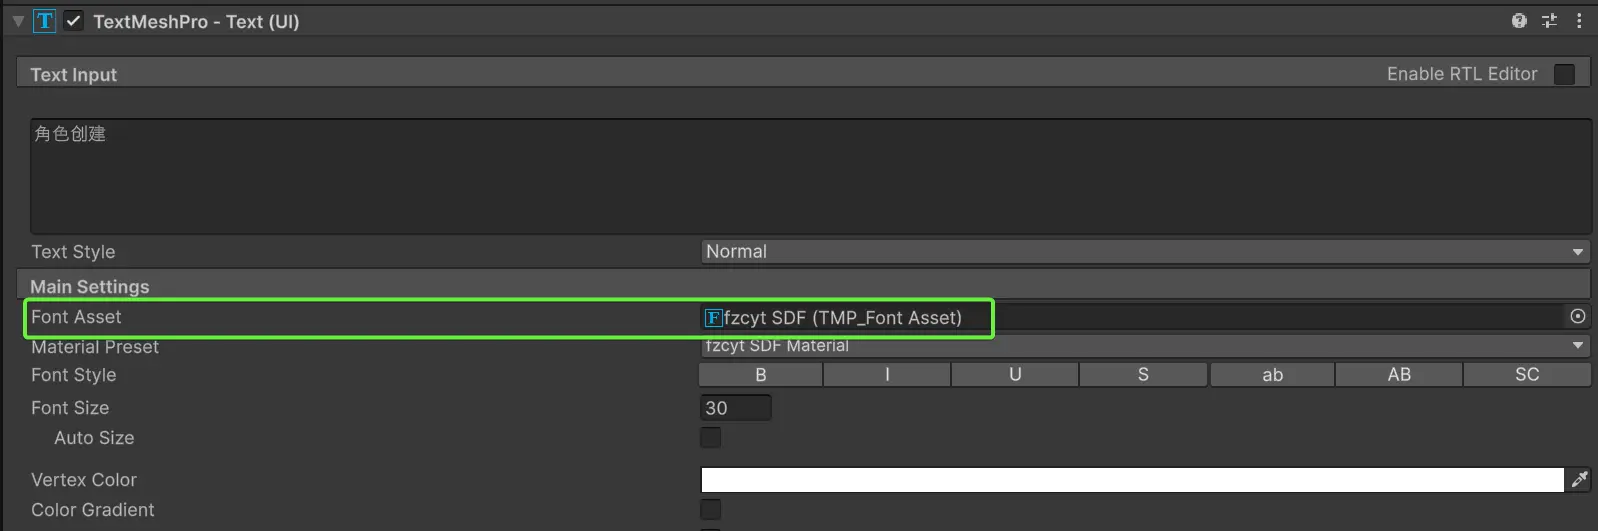 TextMeshPro - Text (UI)
Text Input Enable RTL Editor
角色创建
Text Style Normal
Main Settings
Font Asset fzcyt SDF (TMP_Font Asset)
Material Preset fzcyt SDF Material
Font Style B I U S ab AB SC
Font Size 30
Auto Size
Vertex Color
Color Gradient